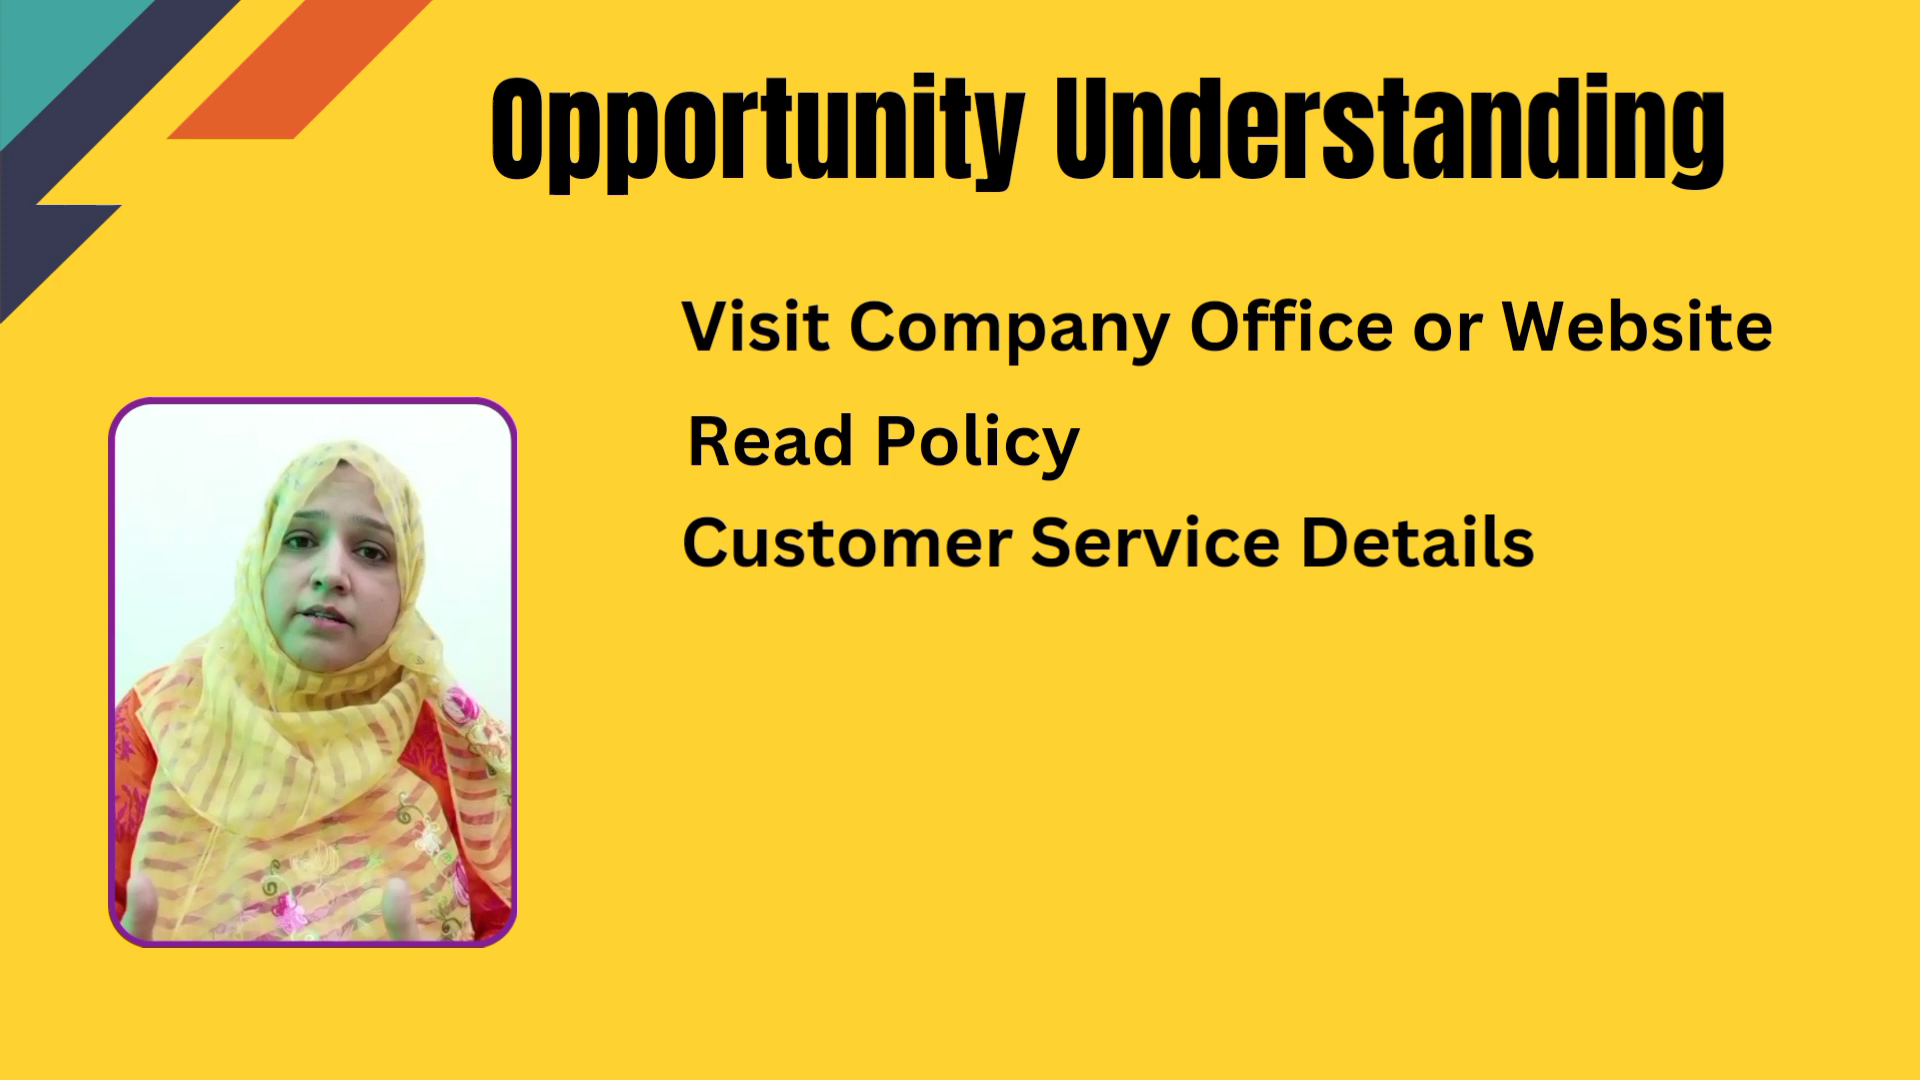 Opportunity Understanding
Visit Company Office or Website
Read Policy
Customer Service Details